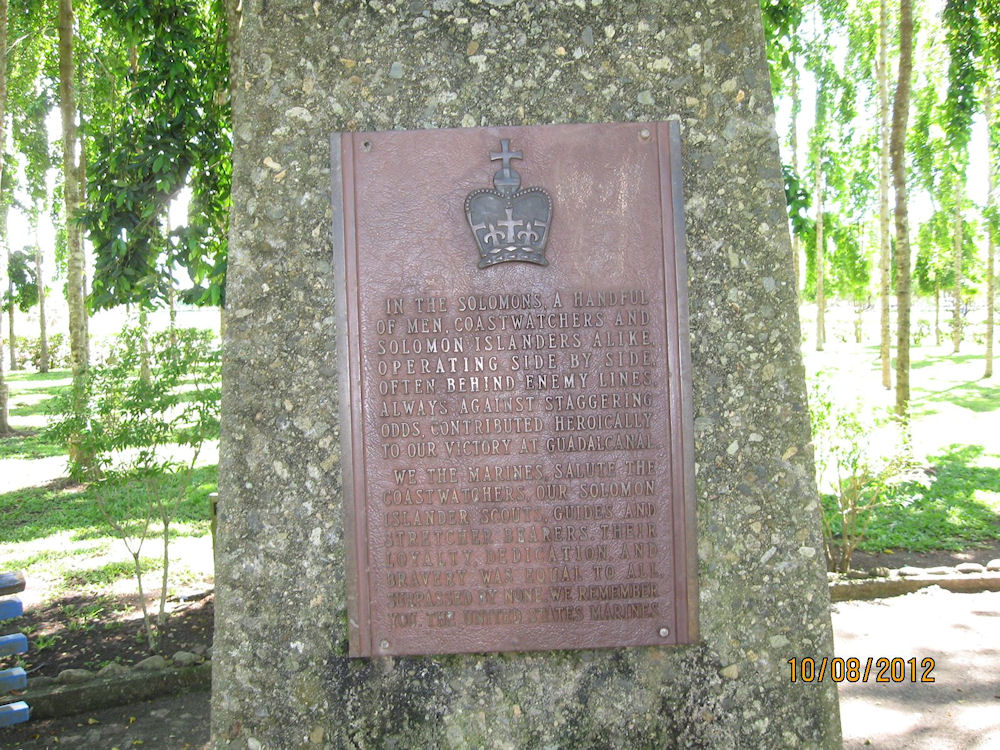 IN THE SOLOMONS, A HANDFUL
OF MEN, COASTWATCHERS AND
SOLOMON ISLANDERS ALIKE,
OPERATING SIDE BY SIDE
OFTEN BEHIND ENEMY LINES,
ALWAYS AGAINST STAGGERING
ODDS, CONTRIBUTED HEROICALLY
TO OUR VICTORY AT GUADALCANAL.
WE, THE MARINES, SALUTE THE
COASTWATCHERS, OUR SOLOMON
ISLANDER SCOUTS, GUIDES AND
STRETCHER BEARERS. THEIR
LOYALTY, DEDICATION AND
BRAVERY WAS EQUAL TO ALL,
SURPASSED BY NONE. WE REMEMBER
YOU. THE UNITED STATES MARINES.
10/08/2012